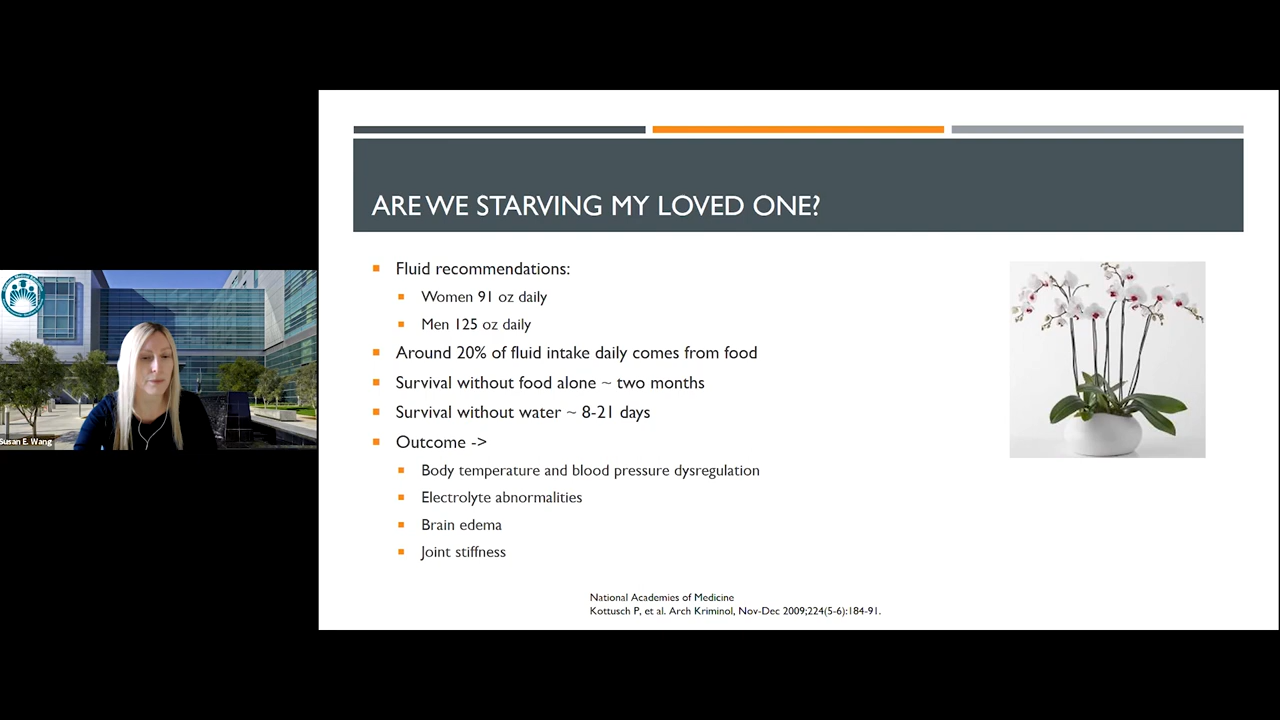 ARE WE STARVING MY LOVED ONE?
Fluid recommendations:
Women 91 oz daily
Men 125 oz daily
Around 20% of fluid intake daily comes from food
Survival without food alone ~ two months
Survival without water ~ 8-21 days
Outcome ->
Body temperature and blood pressure dysregulation
Electrolyte abnormalities
Brain edema
Joint stiffness
National Academies of Medicine
Kottusch P, et al. Arch Kriminol, Nov-Dec 2009;224(5-6):184-91.
Susan E. Wang